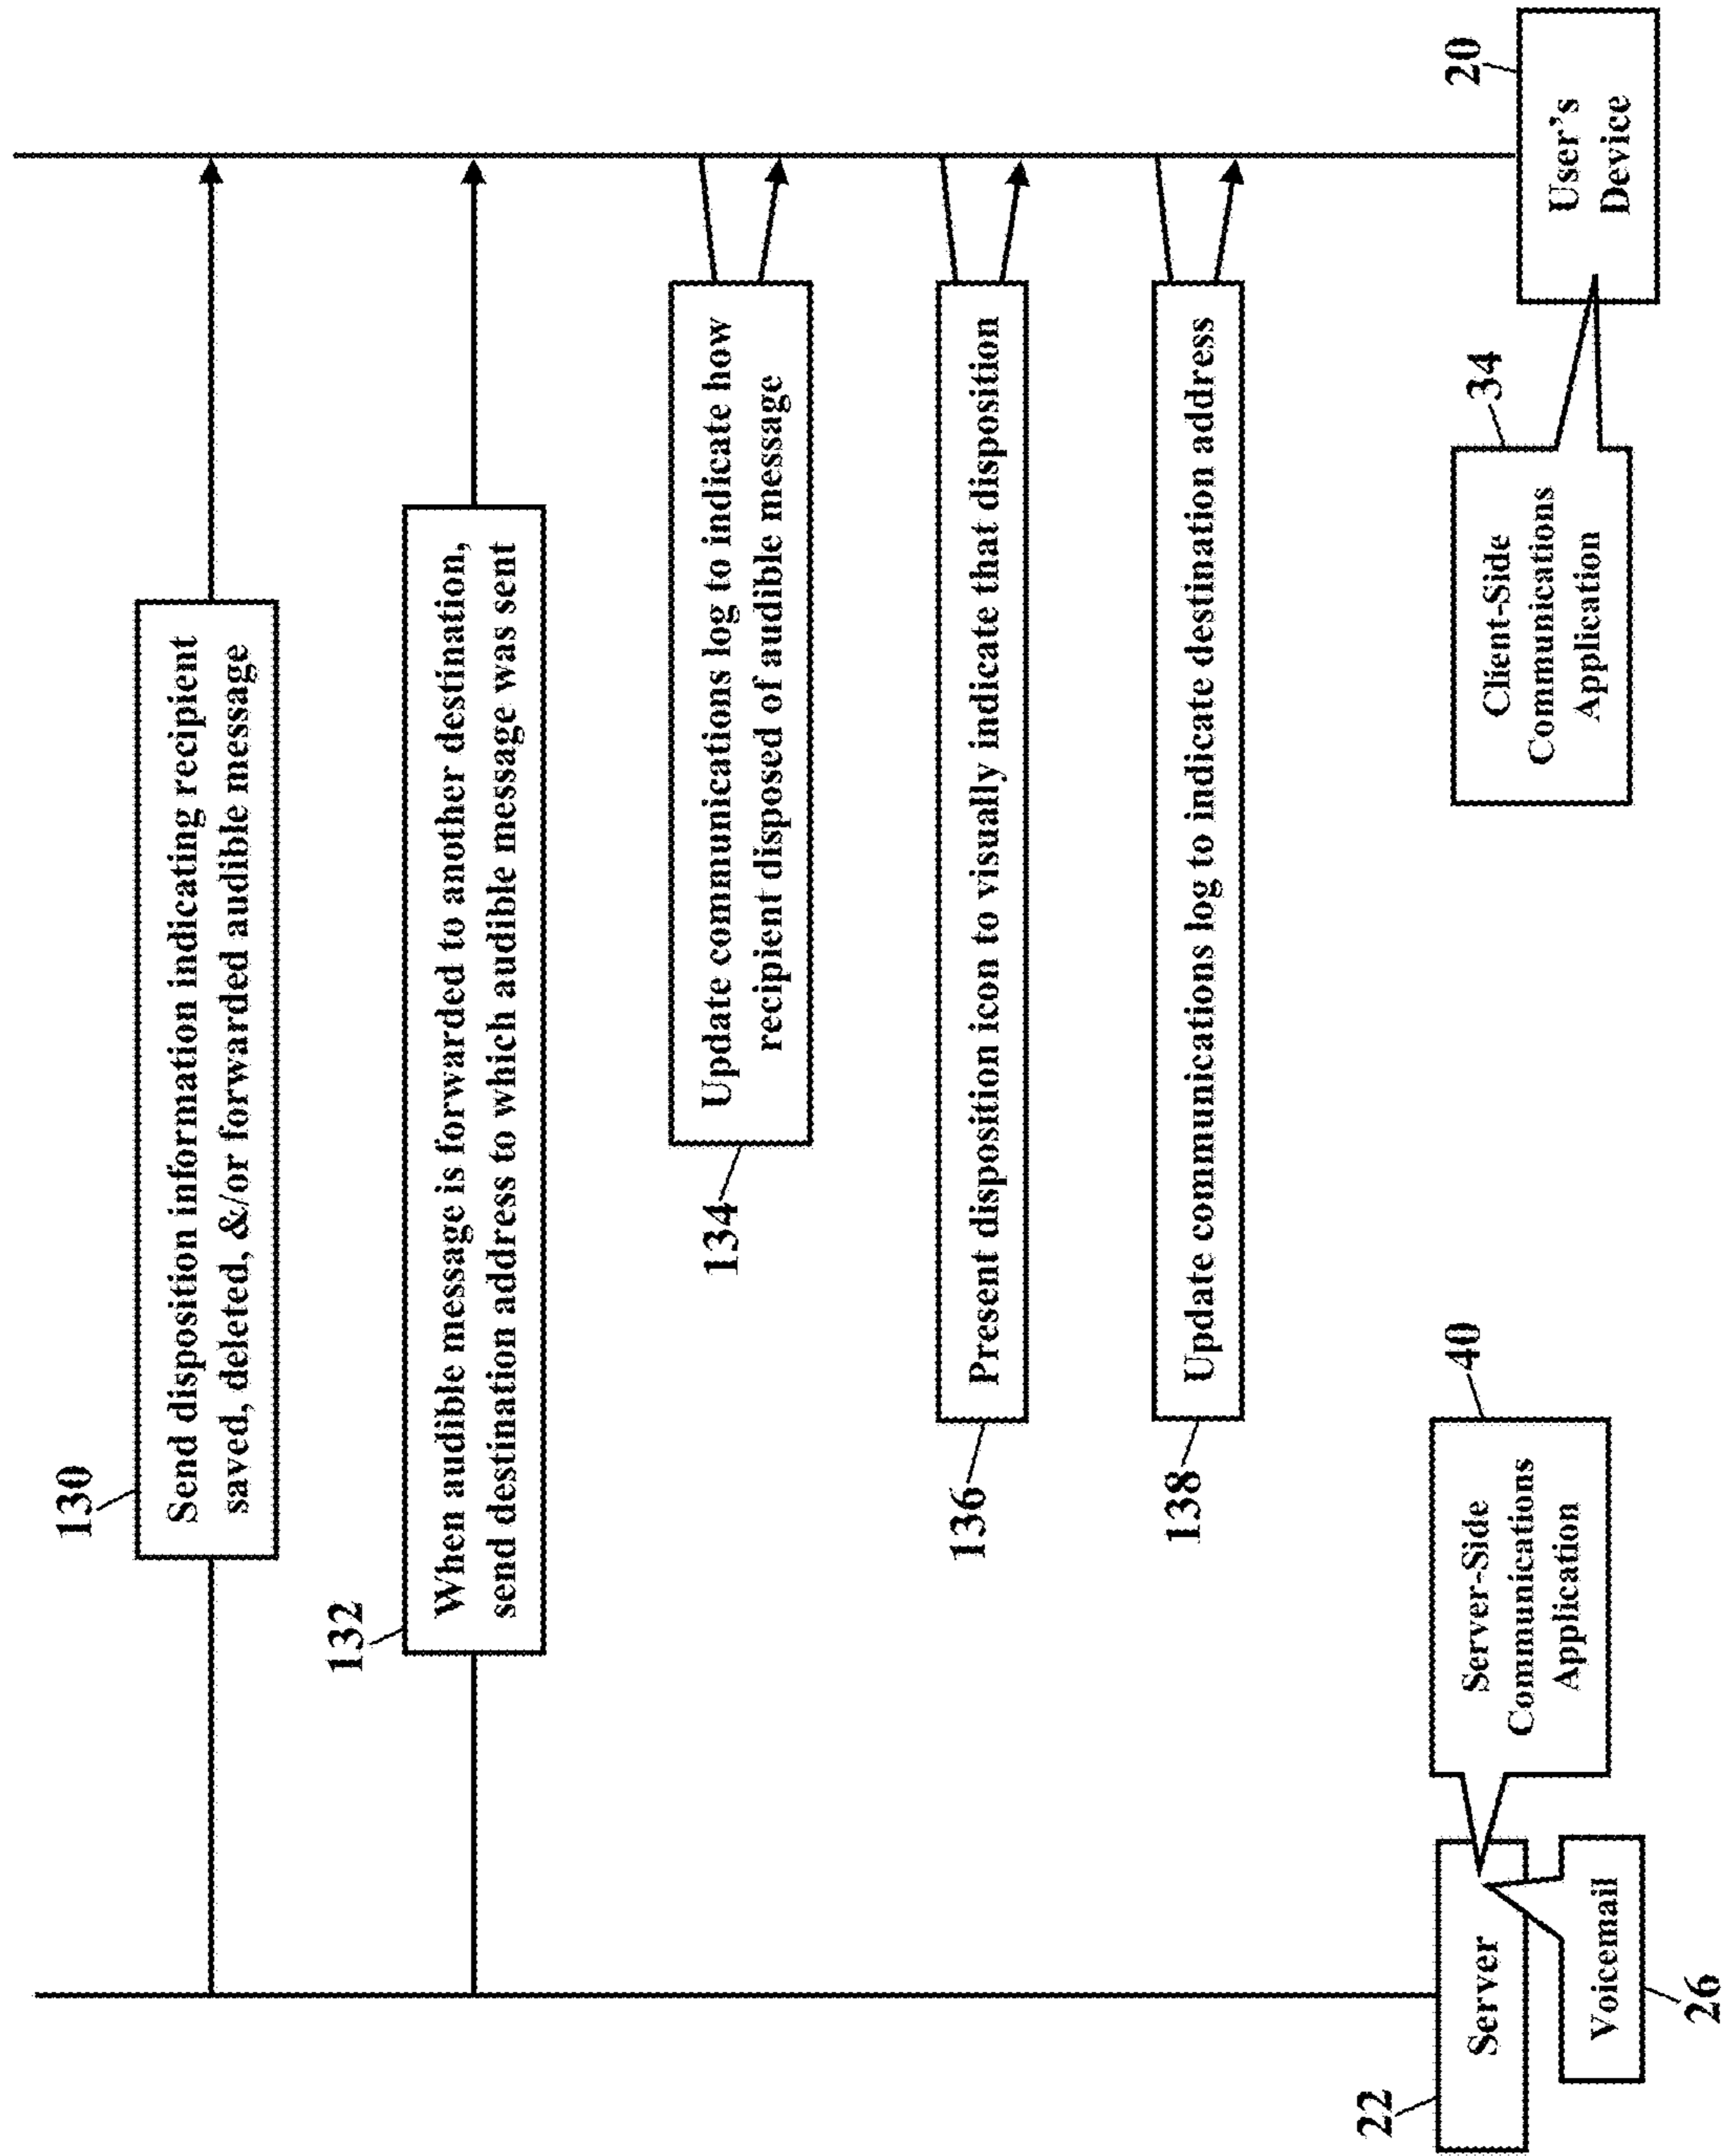 130
Send disposition information indicating recipient
saved, deleted, &/or forwarded audible message
132
When audible message is forwarded to another destination,
send destination address to which audible message was sent
134
Update communications log to indicate how
recipient disposed of audible message
136
Present disposition icon to visually indicate that disposition
138
Update communications log to indicate destination address
22
Server
Voicemail
26
40
Server-Side
Communications
Application
34
Client-Side
Communications
Application
20
User's
Device